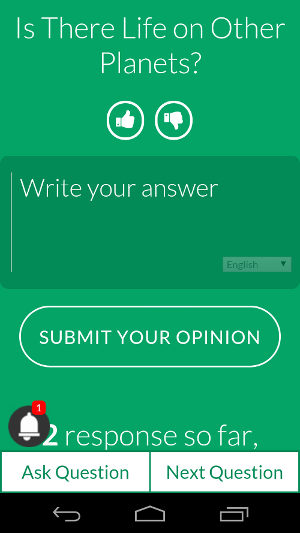 Is There Life on Other
Planets?
Write your answer
English
SUBMIT YOUR OPINION
1
2 response so far,
Ask Question
Next Question